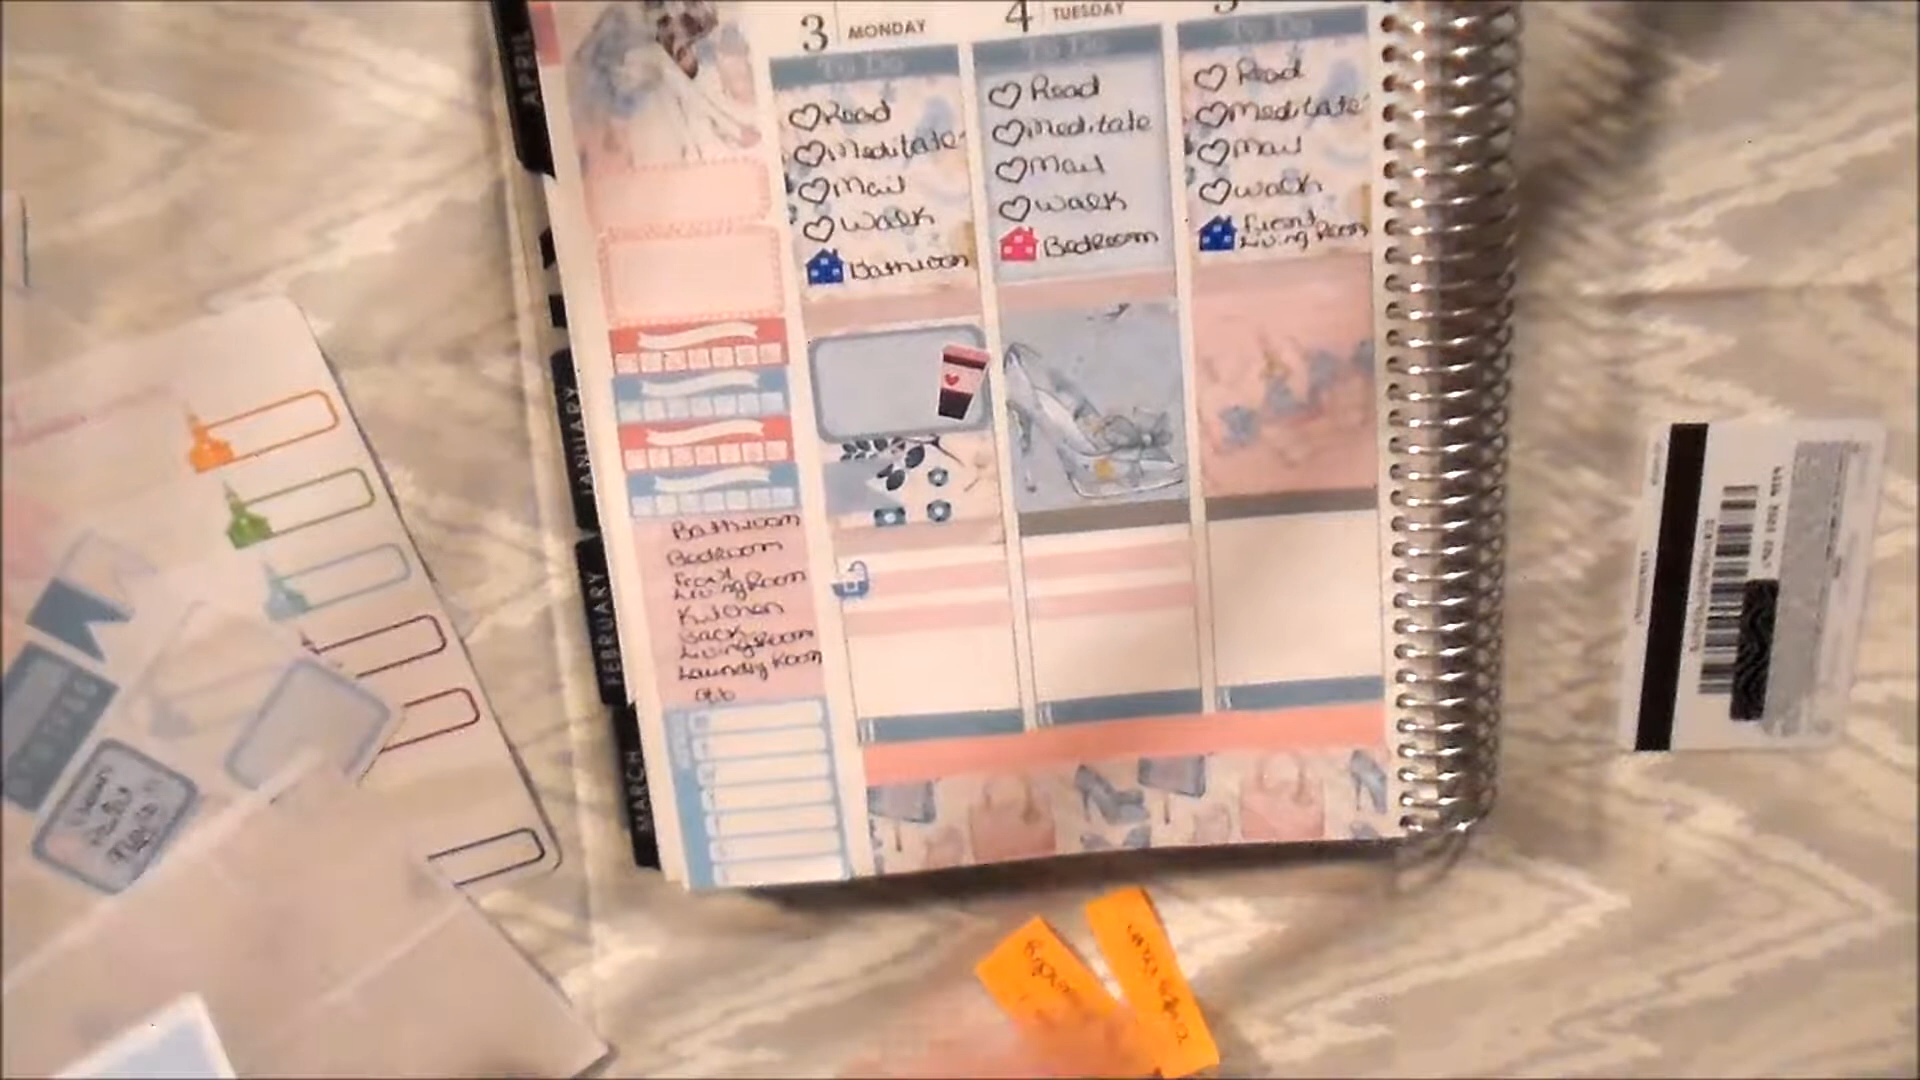 3 MONDAY
To Do
Read
Meditate
Mail
Walk
Bathroom
4 TUESDAY
To Do
Read
Meditate
Mail
Walk
Bedroom
To Do
Read
Meditate
Mail
Walk
Front
Living Room
Bathroom
Bedroom
Front
Living Room
Kitchen
Back
Living Room
Laundry Room
APRIL
JANUARY
FEBRUARY
MARCH